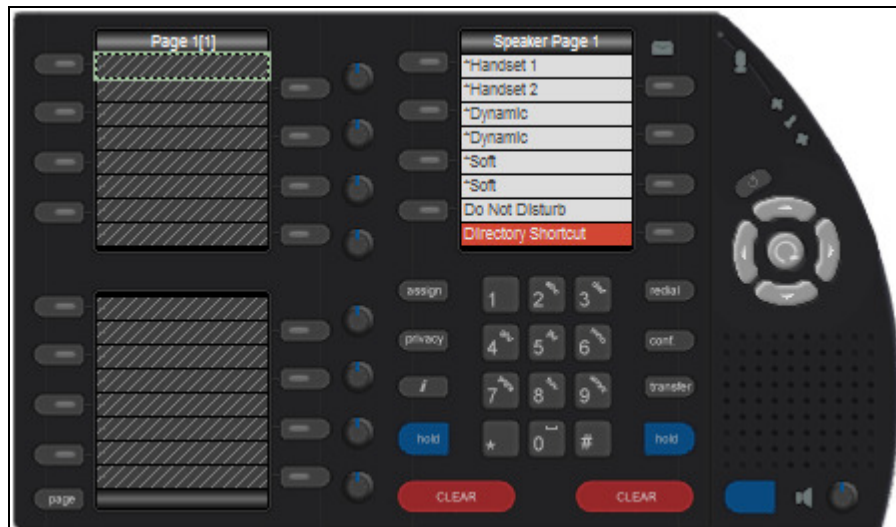 Page 1[1]
Speaker Page 1
*Handset 1
*Handset 2
*Dynamic
*Dynamic
*Soft
*Soft
Do Not Disturb
Directory Shortcut
assign
1
2
3
redial
privacy
4
5
6
conf.
i
7
8
9
transfer
hold
*
0
#
hold
page
CLEAR
CLEAR